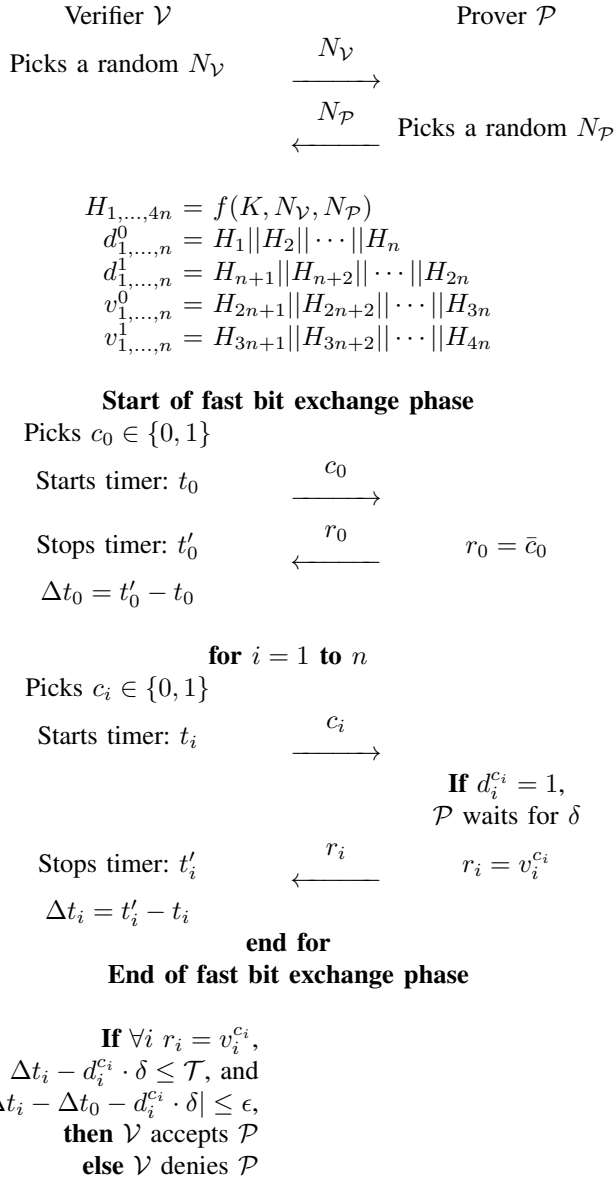 Verifier 𝒱 Prover 𝒫
Picks a random N_𝒱 N_𝒱 ⟶
N_𝒫 ⟵ Picks a random N_𝒫
H_{1,...,4n} = f(K, N_𝒱, N_𝒫)
d^0_{1,...,n} = H_1||H_2|| · · · ||H_n
d^1_{1,...,n} = H_{n+1}||H_{n+2}|| · · · ||H_{2n}
v^0_{1,...,n} = H_{2n+1}||H_{2n+2}|| · · · ||H_{3n}
v^1_{1,...,n} = H_{3n+1}||H_{3n+2}|| · · · ||H_{4n}
Start of fast bit exchange phase
Picks c_0 ∈ {0, 1}
Starts timer: t_0 c_0 ⟶
Stops timer: t′_0 r_0 ⟵ r_0 = c̄_0
Δt_0 = t′_0 − t_0
for i = 1 to n
Picks c_i ∈ {0, 1}
Starts timer: t_i c_i ⟶
If d_i^{c_i} = 1,
𝒫 waits for δ
Stops timer: t′_i r_i ⟵ r_i = v_i^{c_i}
Δt_i = t′_i − t_i
end for
End of fast bit exchange phase
If ∀i r_i = v_i^{c_i},
Δt_i − d_i^{c_i} · δ ≤ 𝒯, and
t_i − Δt_0 − d_i^{c_i} · δ| ≤ ϵ,
then 𝒱 accepts 𝒫
else 𝒱 denies 𝒫